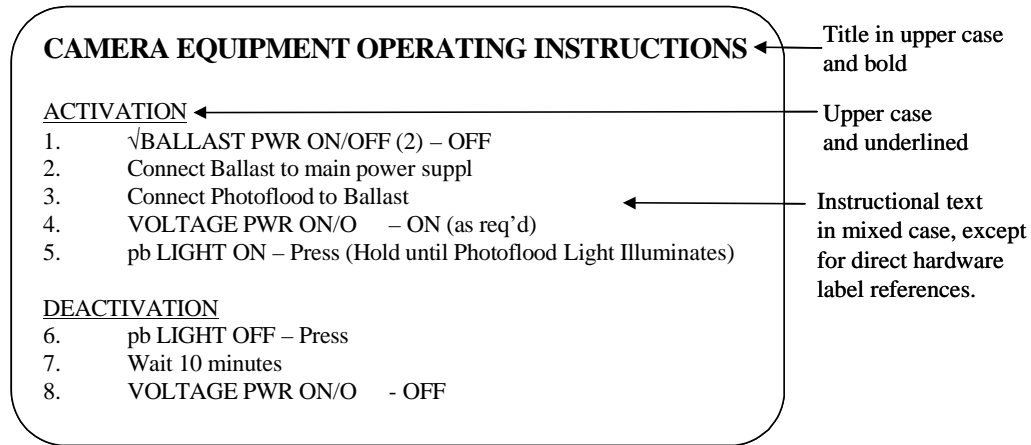 CAMERA EQUIPMENT OPERATING INSTRUCTIONS
Title in upper case
and bold
ACTIVATION
Upper case
and underlined
1. √BALLAST PWR ON/OFF (2) – OFF
2. Connect Ballast to main power suppl
3. Connect Photoflood to Ballast
4. VOLTAGE PWR ON/O – ON (as req’d)
5. pb LIGHT ON – Press (Hold until Photoflood Light Illuminates)
Instructional text
in mixed case, except
for direct hardware
label references.
DEACTIVATION
6. pb LIGHT OFF – Press
7. Wait 10 minutes
8. VOLTAGE PWR ON/O - OFF